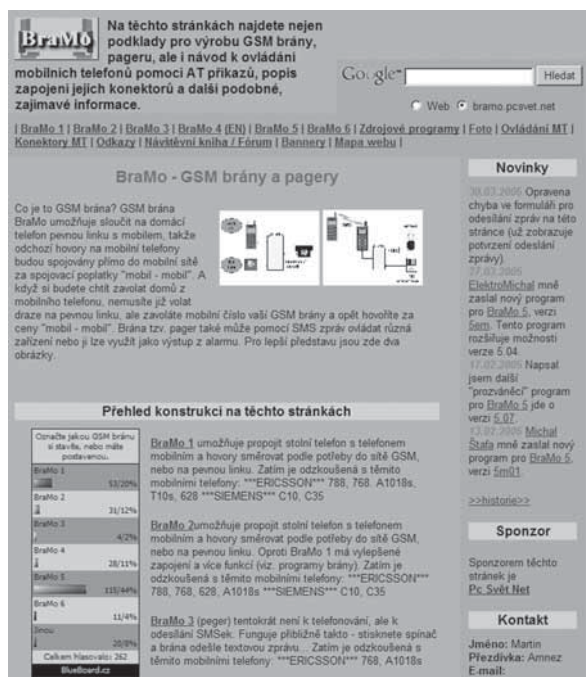 BraMo
Na těchto stránkách najdete nejen
podklady pro výrobu GSM brány,
pageru, ale i návod k ovládání
mobilních telefonů pomoci AT přikazů, popis
zapojeni jejich konektorů a další podobné,
zajímavé informace.
Google
Hledat
Web bramo.pcsvet.net
| BraMo 1 | BraMo 2 | BraMo 3 | BraMo 4 (EN) | BraMo 5 | BraMo 6 | Zdrojové programy | Foto | Ovládání MT |
Konektory MT | Odkazy | Návštěvní kniha / Fórum | Bannery | Mapa webu |
BraMo - GSM brány a pagery
Co je to GSM brána? GSM brána
BraMo umožňuje sloučit na domácí
telefon pevnou linku s mobilem, takže
odchozí hovory na mobilní telefony
budou spojovány přímo do mobilní sítě
za spojovací poplatky "mobil - mobil". A
když si budete chtít zavolat domů z
mobilního telefonu, nemusíte již volat
draze na pevnou linku, ale zavoláte mobilní číslo vaší GSM brány a opět hovoříte za
ceny "mobil - mobil". Brána tzv. pager také může pomocí SMS zpráv ovládat různá
zařízení nebo ji lze využít jako výstup z alarmu. Pro lepší představu jsou zde dva
obrázky.
Přehled konstrukcí na těchto stránkách
Označte jakou GSM bránu
si stavíte, nebo máte
postavenou.
BraMo 1
53/20%
BraMo 2
31/12%
BraMo 3
4/2%
BraMo 4
28/11%
BraMo 5
115/44%
BraMo 6
11/4%
Jinou
20/8%
Celkem hlasovalo: 262
BlueBoard.cz
BraMo 1 umožňuje propojit stolní telefon s telefonem
mobilním a hovory směrovat podle potřeby do sítě GSM,
nebo na pevnou linku. Zatím je odzkoušená s těmito
mobilními telefony: ***ERICSSON*** 788, 768, A1018s,
T10s, 628 ***SIEMENS*** C10, C35
BraMo 2umožňuje propojit stolní telefon s telefonem
mobilním a hovory směrovat podle potřeby do sítě GSM,
nebo na pevnou linku. Oproti BraMo 1 má vylepšené
zapojení a více funkcí (viz. programy brány). Zatím je
odzkoušená s těmito mobilními telefony: ***ERICSSON***
788, 768, 628, A1018s ***SIEMENS*** C10, C35
BraMo 3 (peger) tentokrát není k telefonování, ale k
odesílání SMSek. Funguje přibližně takto - stisknete spínač
a brána odešle textovou zprávu... Zatím je odzkoušená s
těmito mobilními telefony: ***ERICSSON*** 768, A1018s
Novinky
30.03.2005 Opravena
chyba ve formuláři pro
odesílání zpráv na této
stránce (už zobrazuje
potvrzení odeslání
zprávy).
27.03.2005
ElektroMichal mně
zaslal nový program
pro BraMo 5, verzi
5em. Tento program
rozšiřuje možnosti
verze 5.04.
17.02.2005 Napsal
jsem další
"prozváněcí" program
pro BraMo 5 jde o
verzi 5.07.
Michal
Štafa mně zaslal nový
program pro BraMo 5,
verzi 5m01.
>>historie>>
Sponzor
Sponzorem těchto
stránek je
Pc Svět Net
Kontakt
Jméno: Martin
Přezdívka: Amnez
E-mail: